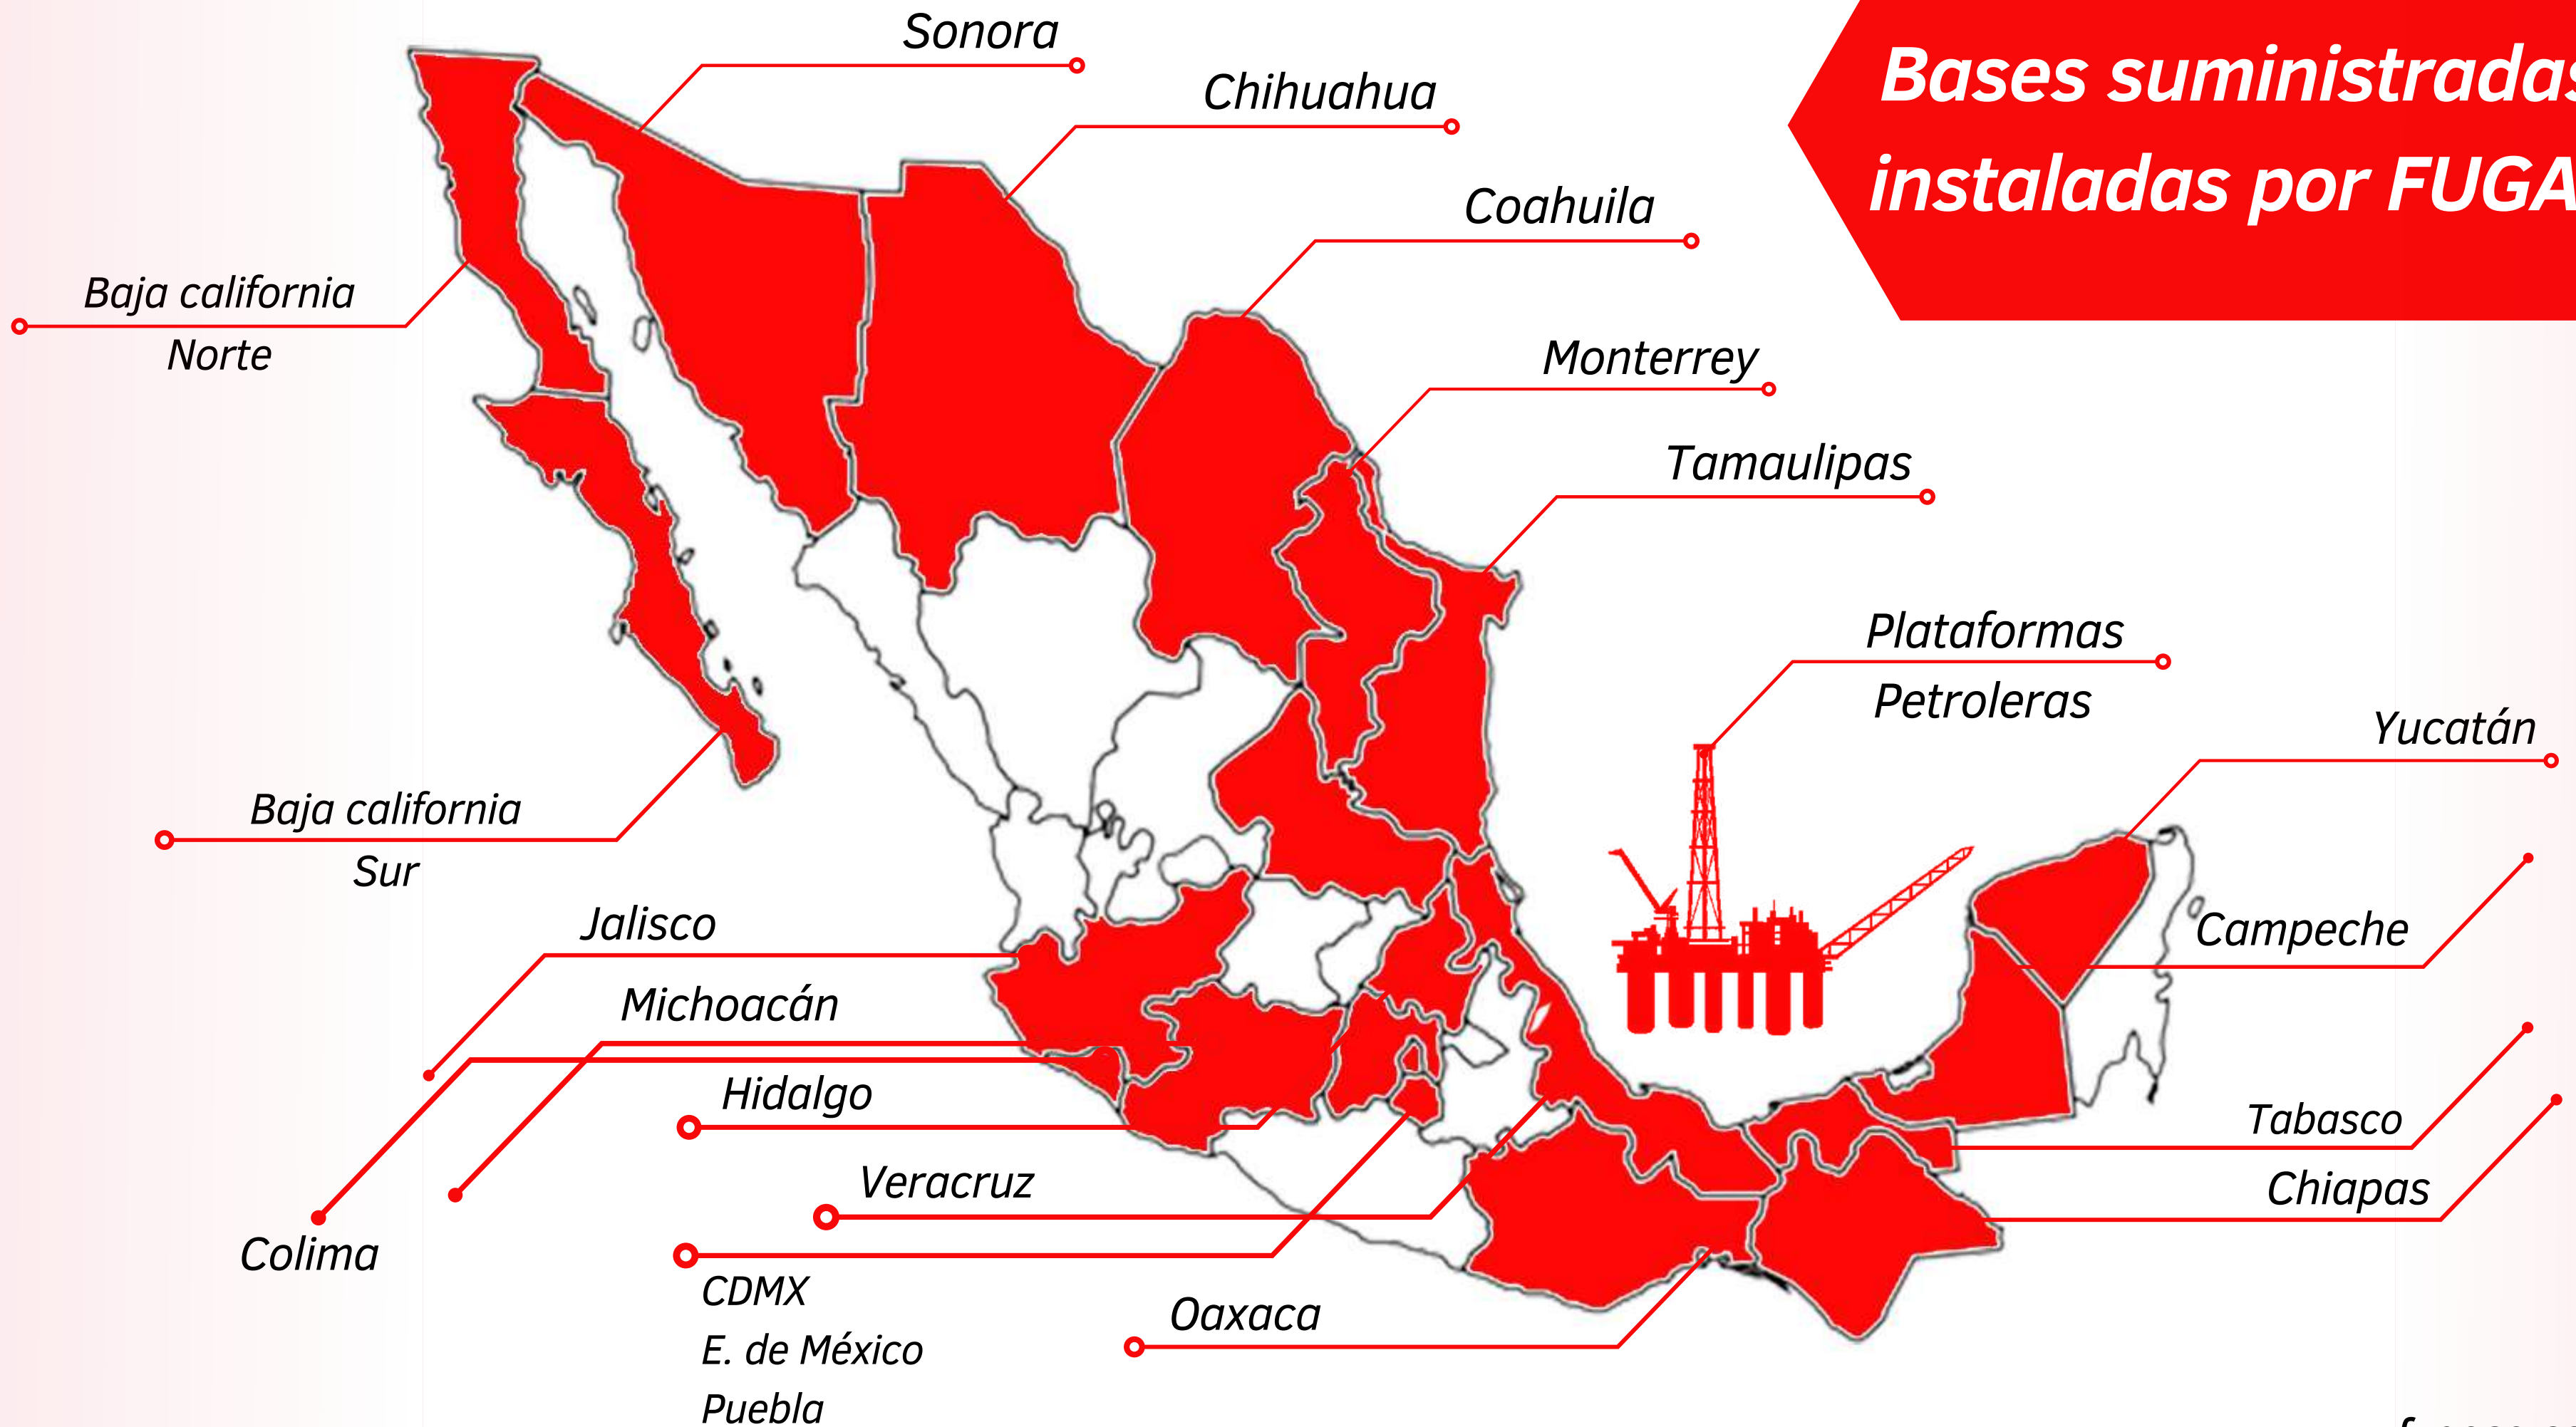 Bases suministradas
instaladas por FUGA
Sonora
Chihuahua
Coahuila
Baja california
Norte
Monterrey
Tamaulipas
Plataformas
Petroleras
Yucatán
Baja california
Sur
Jalisco
Campeche
Michoacán
Hidalgo
Tabasco
Veracruz
Chiapas
Colima
CDMX
E. de México
Puebla
Oaxaca